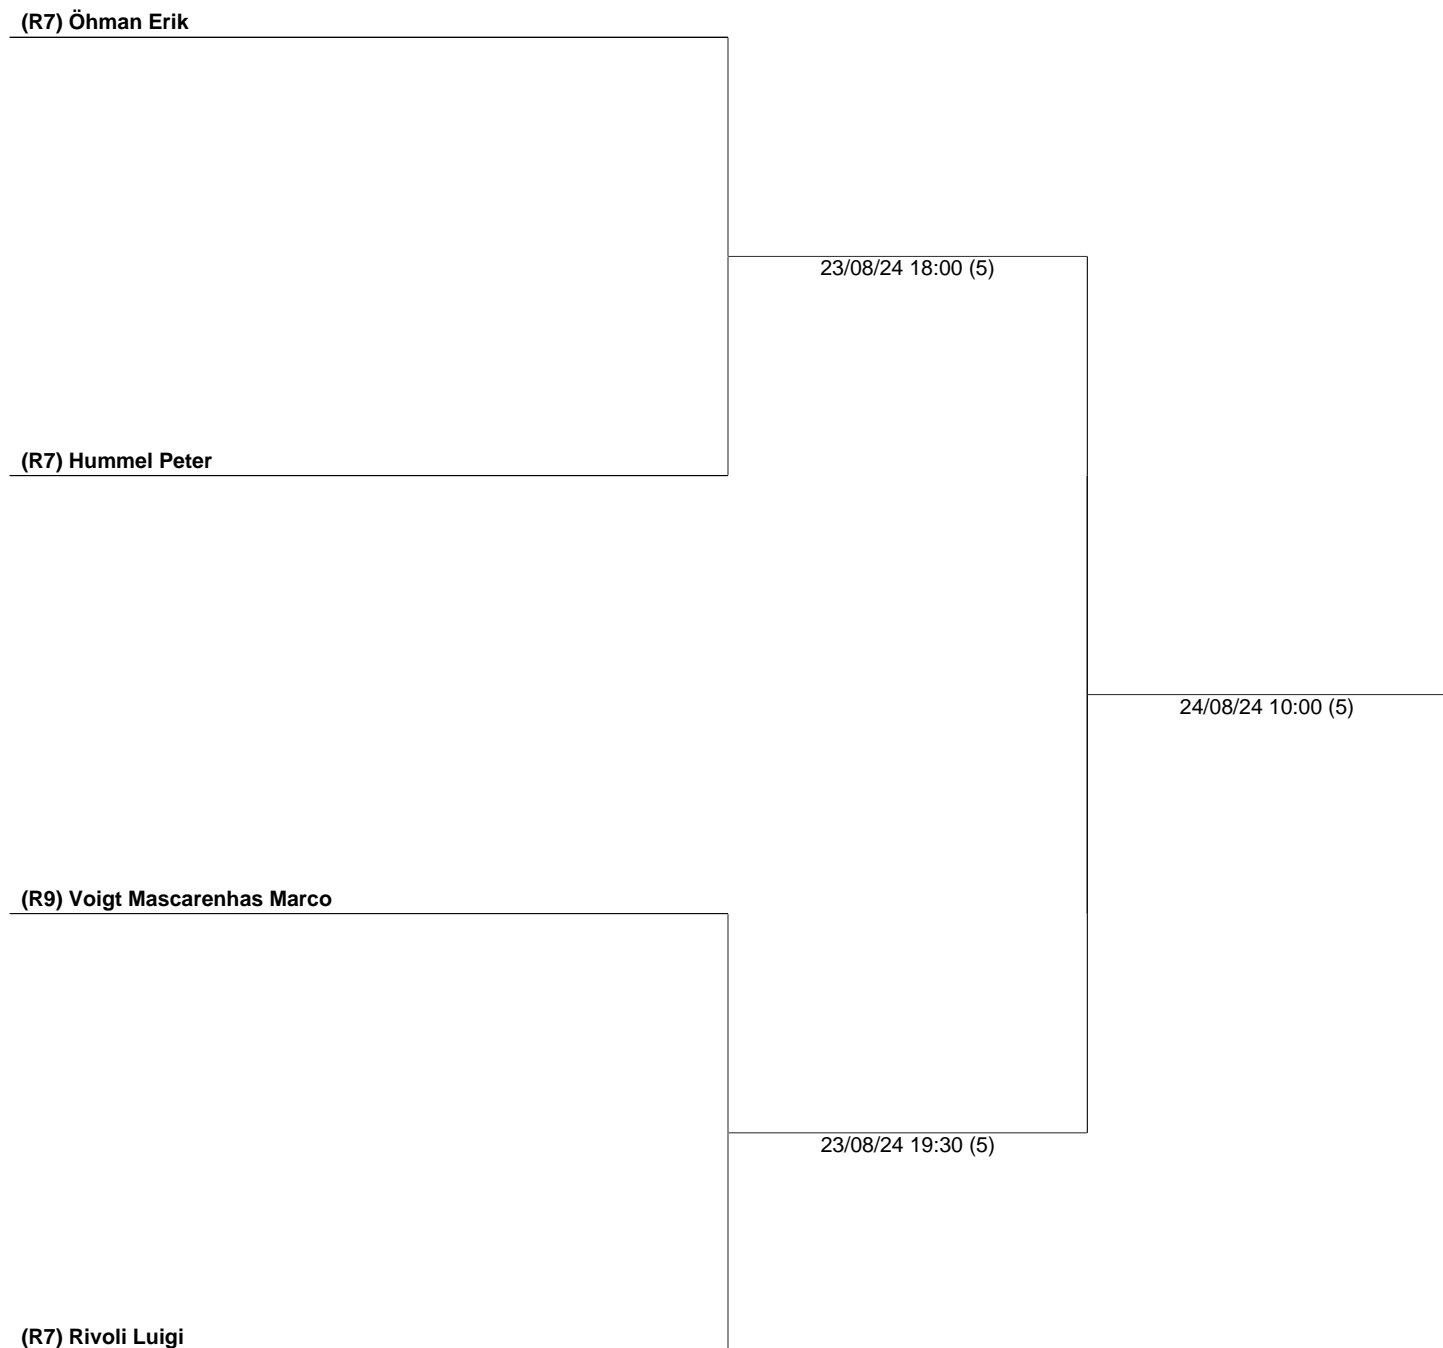 (R7) Öhman Erik
23/08/24 18:00 (5)
(R7) Hummel Peter
24/08/24 10:00 (5)
(R9) Voigt Mascarenhas Marco
23/08/24 19:30 (5)
(R7) Rivoli Luigi